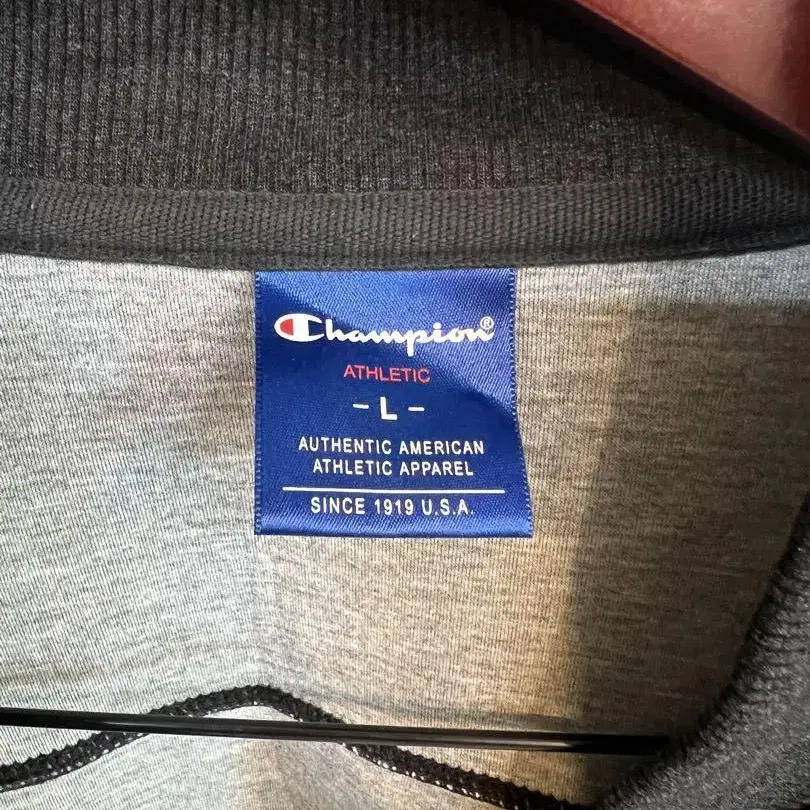 Champion®
ATHLETIC
- L -
AUTHENTIC AMERICAN
ATHLETIC APPAREL
SINCE 1919 U.S.A.